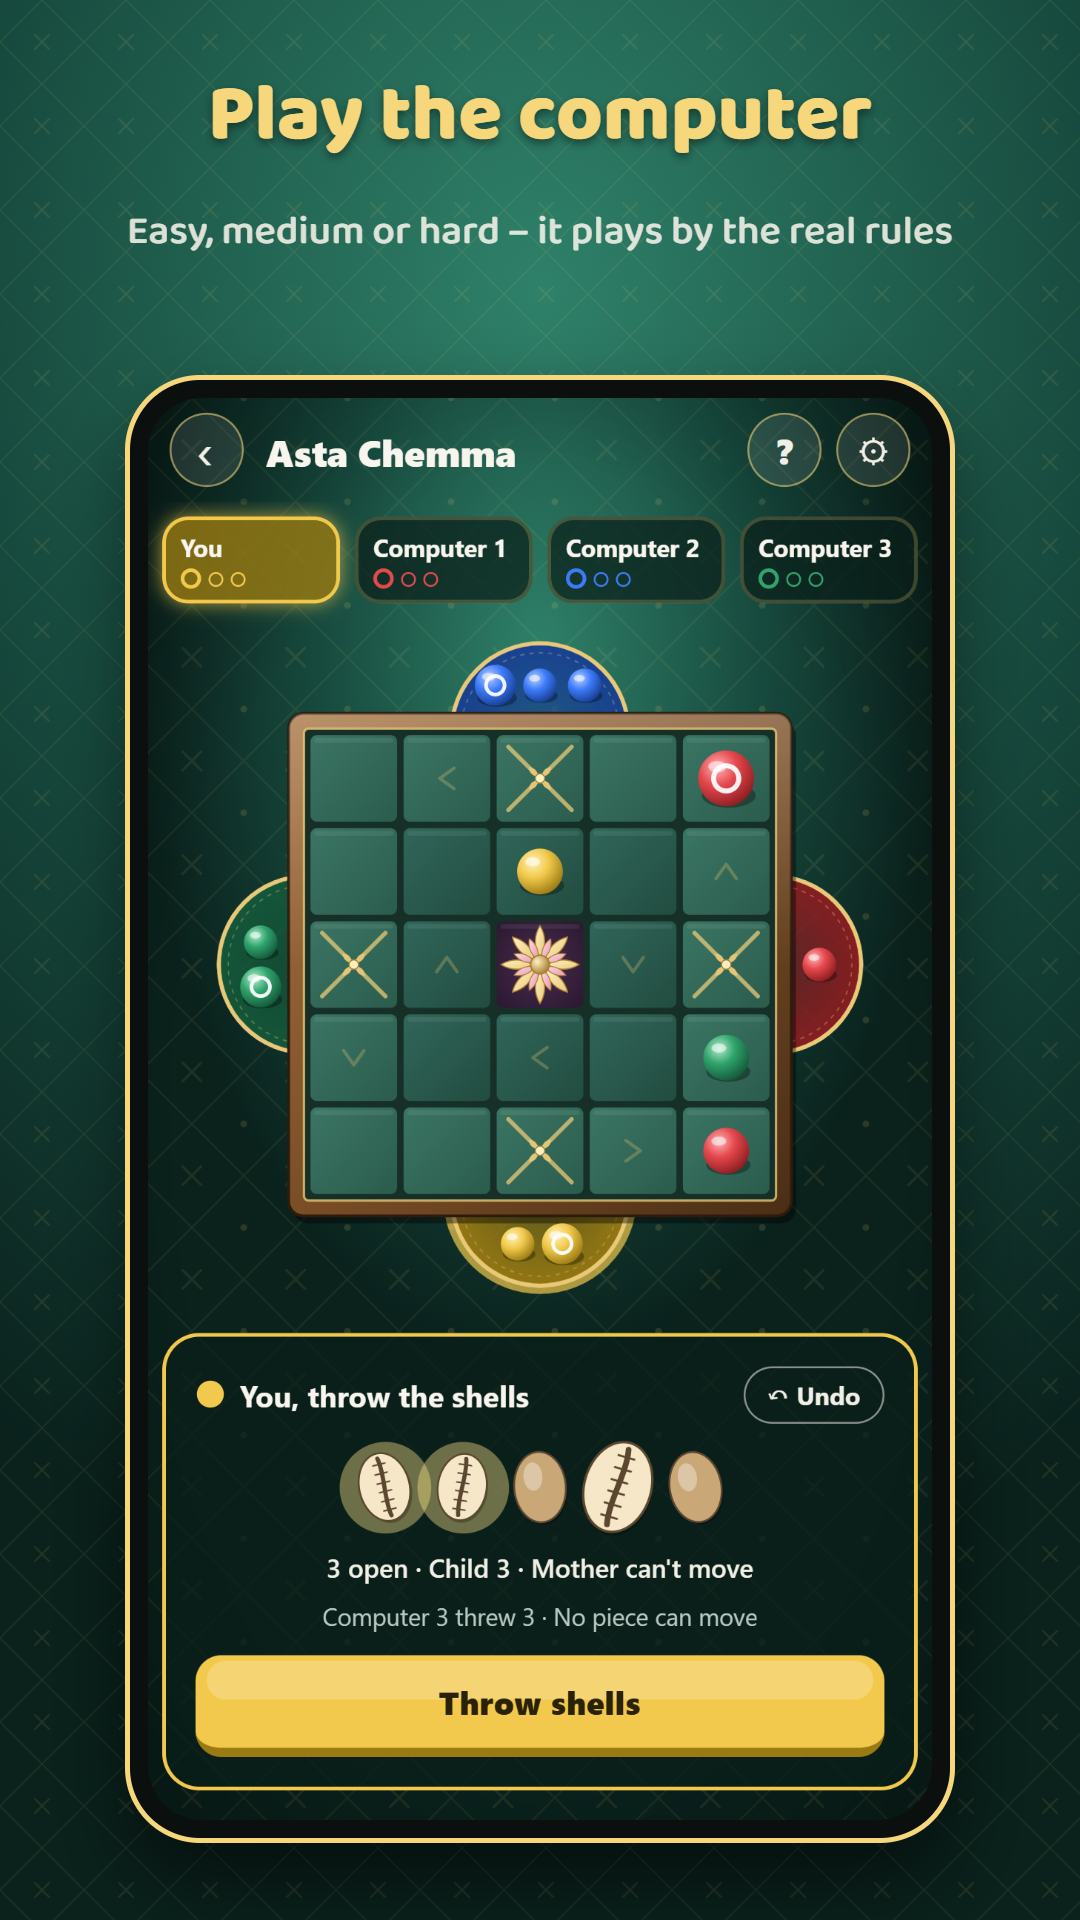 Play the computer
Easy, medium or hard – it plays by the real rules
‹ Asta Chemma ?
You
Computer 1
Computer 2
Computer 3
You, throw the shells
Undo
3 open · Child 3 · Mother can't move
Computer 3 threw 3 · No piece can move
Throw shells